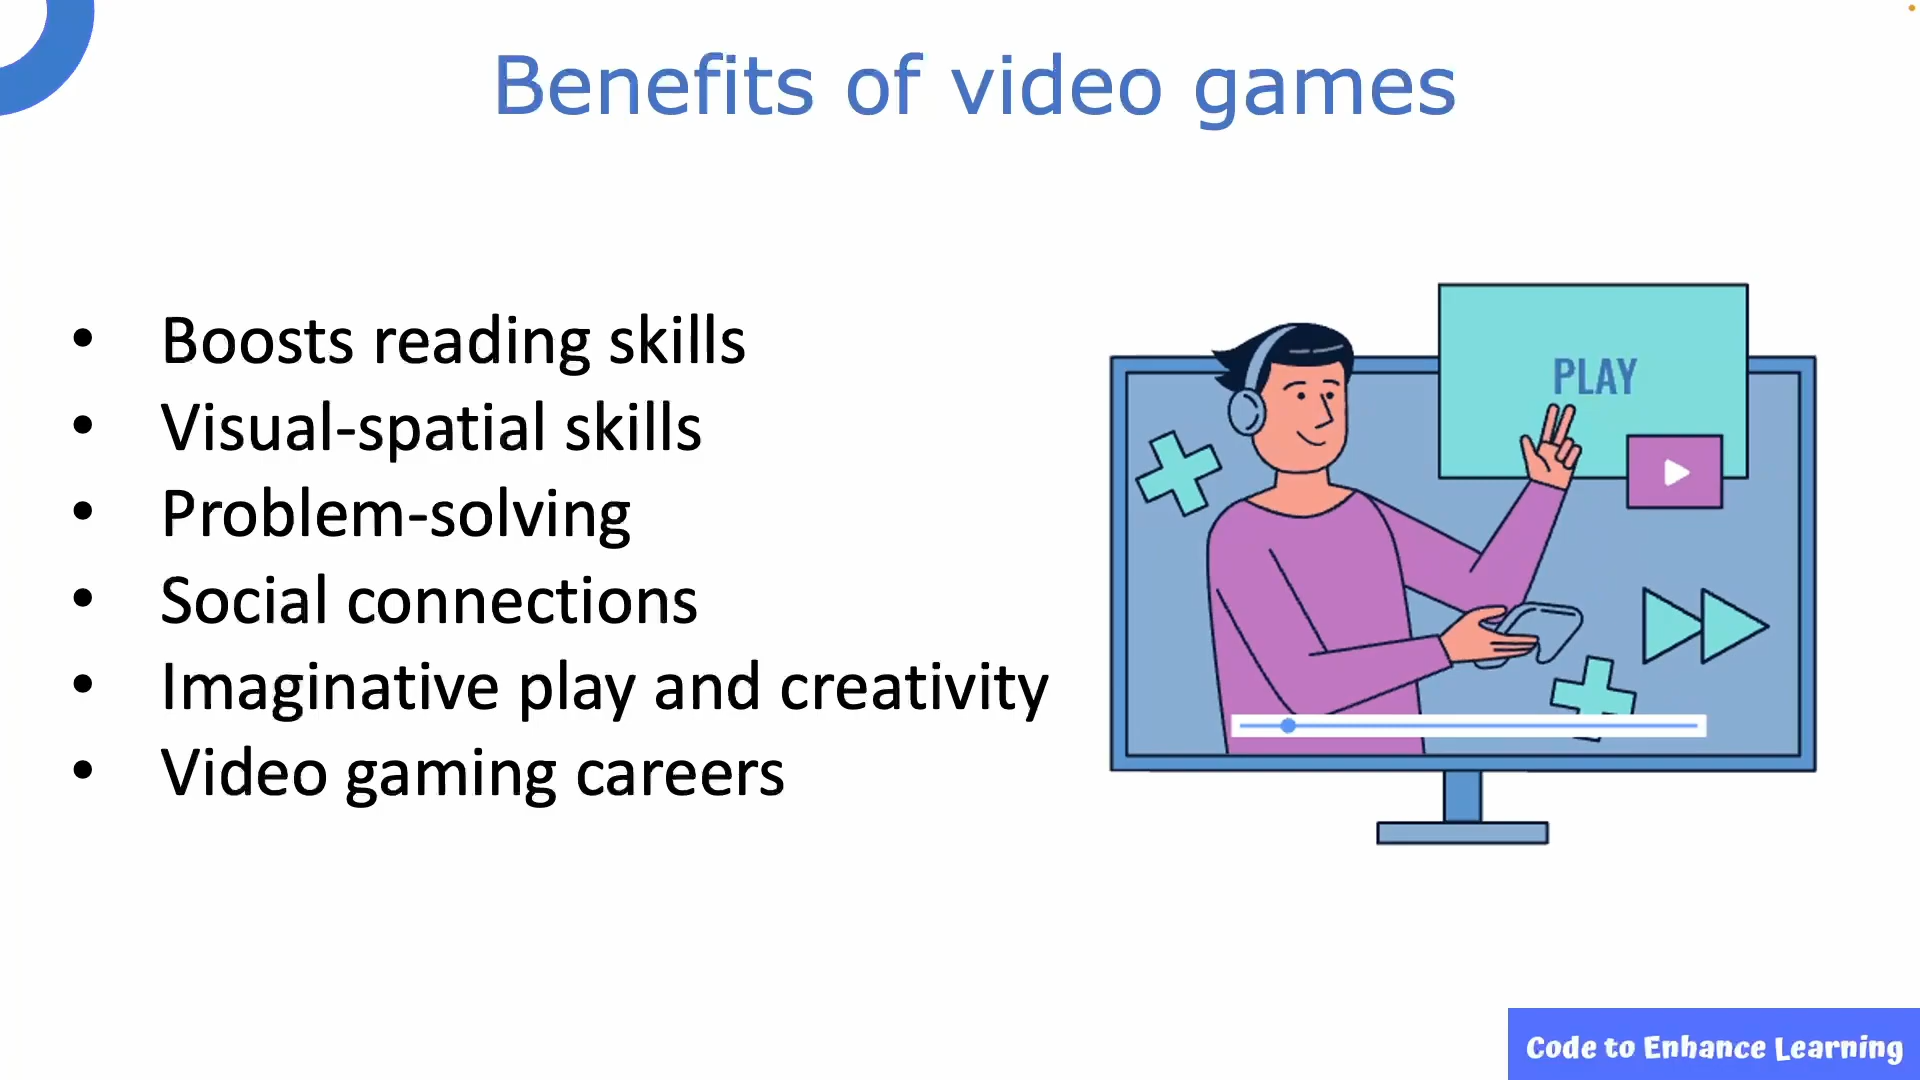 Benefits of video games
• Boosts reading skills
• Visual-spatial skills
• Problem-solving
• Social connections
• Imaginative play and creativity
• Video gaming careers
PLAY
Code to Enhance Learning